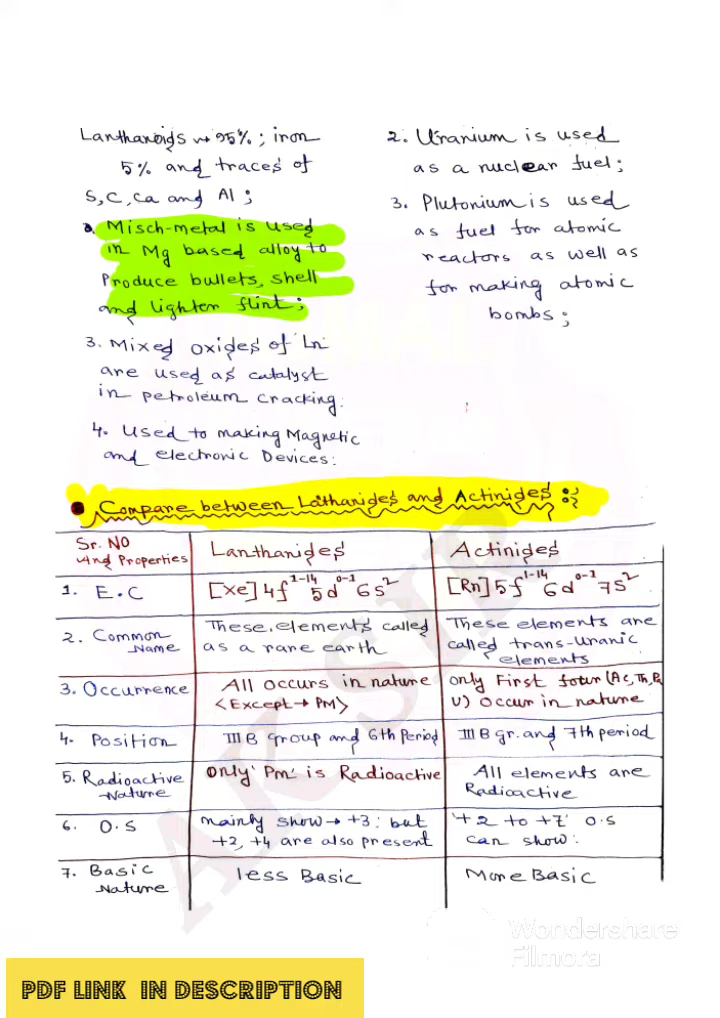 Lanthanoids → 95%; iron
5% and traces of
S, C, Ca and Al;
2. Misch-metal is used
in Mg based alloy to
Produce bullets, shell
and lighter flint;
3. Mixed oxides of Ln
are used as catalyst
in petroleum cracking.
4. Used to making Magnetic
and electronic Devices:
2. Uranium is used
as a nuclear fuel;
3. Plutonium is used
as fuel for atomic
reactors as well as
for making atomic
bombs;
Compare between Lathanides and Actinides :
Sr. NO
And Properties
Lanthanides
Actinides
1. E.C
[Xe] 4f¹⁻¹⁴ 5d⁰⁻¹ 6s²
[Rn] 5f¹⁻¹⁴ 6d⁰⁻¹ 7s²
2. Common
Name
These elements called
as a rare earth
These elements are
called trans-Uranic
elements
3. Occurrence
All occurs in nature
<Except → PM>
only First four (Ac, Th, Pa,
U) Occur in nature
4. Position
III B group and 6th Period
III B gr. and 7th period
5. Radioactive
Nature
Only 'Pm' is Radioactive
All elements are
Radioactive
6. O.S
mainly show → +3: but
+2, +4 are also present
'+2 to +7' O.S
can show:
7. Basic
Nature
less Basic
More Basic
AK SIR
Wondershare
Filmora
PDF LINK IN DESCRIPTION